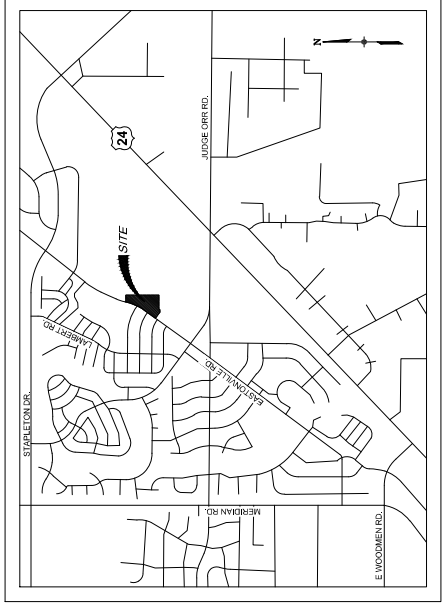 STAPLETON DR.
LAMBERT RD.
SITE
24
JUDGE ORR RD.
N
EASTONVILLE RD.
MERIDIAN RD.
E WOODMEN RD.